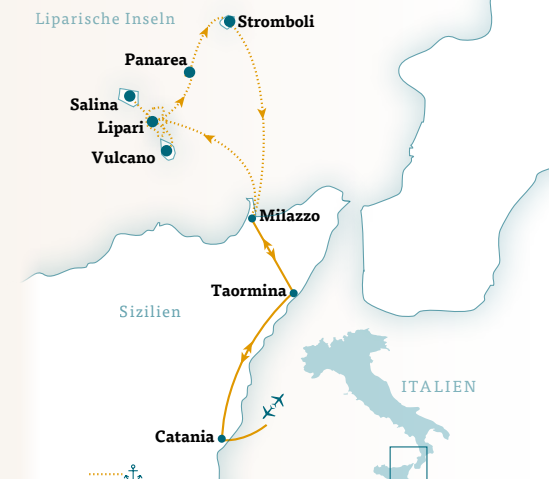 Liparische Inseln
Stromboli
Panarea
Salina
Lipari
Vulcano
Milazzo
Taormina
Sizilien
ITALIEN
Catania